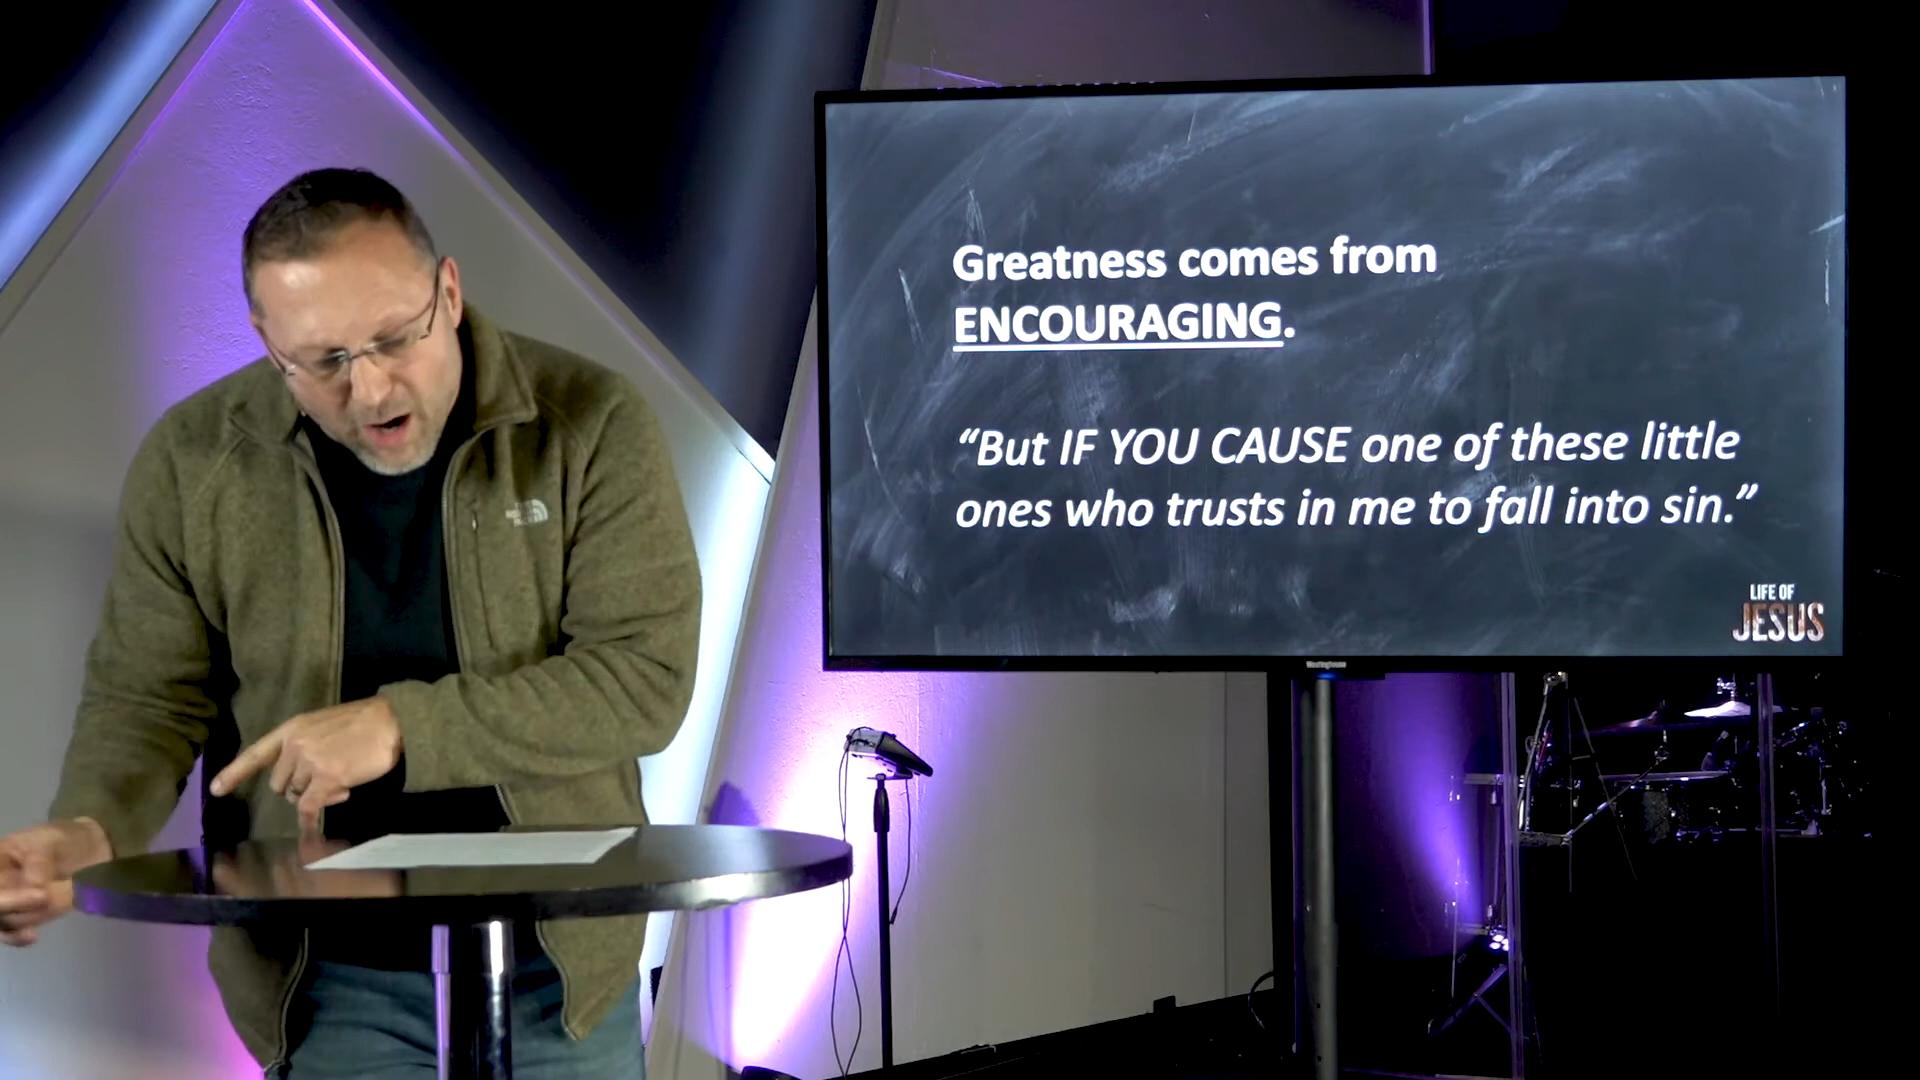 Greatness comes from
ENCOURAGING.
“But IF YOU CAUSE one of these little
ones who trusts in me to fall into sin.”
LIFE OF
JESUS
Westinghouse